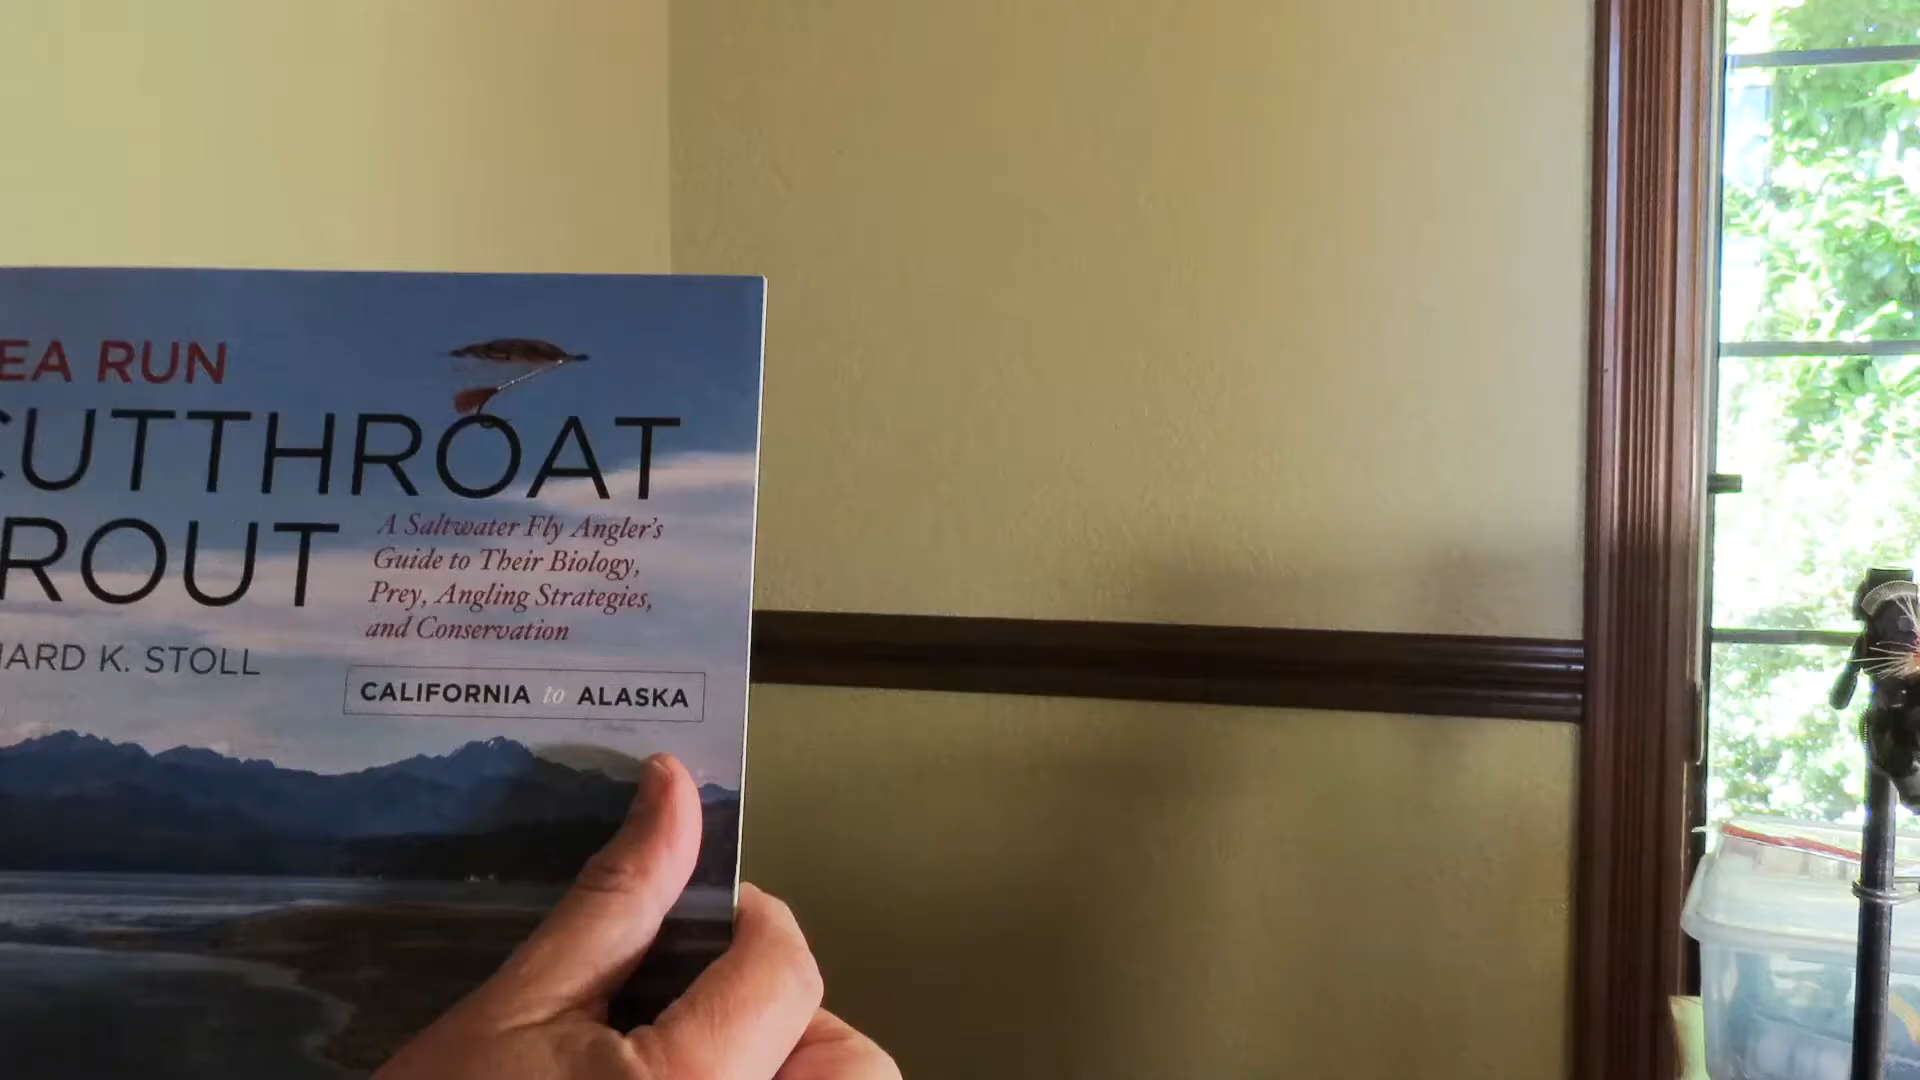 EA RUN
CUTTHROAT
ROUT
A Saltwater Fly Angler's
Guide to Their Biology,
Prey, Angling Strategies,
and Conservation
HARD K. STOLL
CALIFORNIA to ALASKA